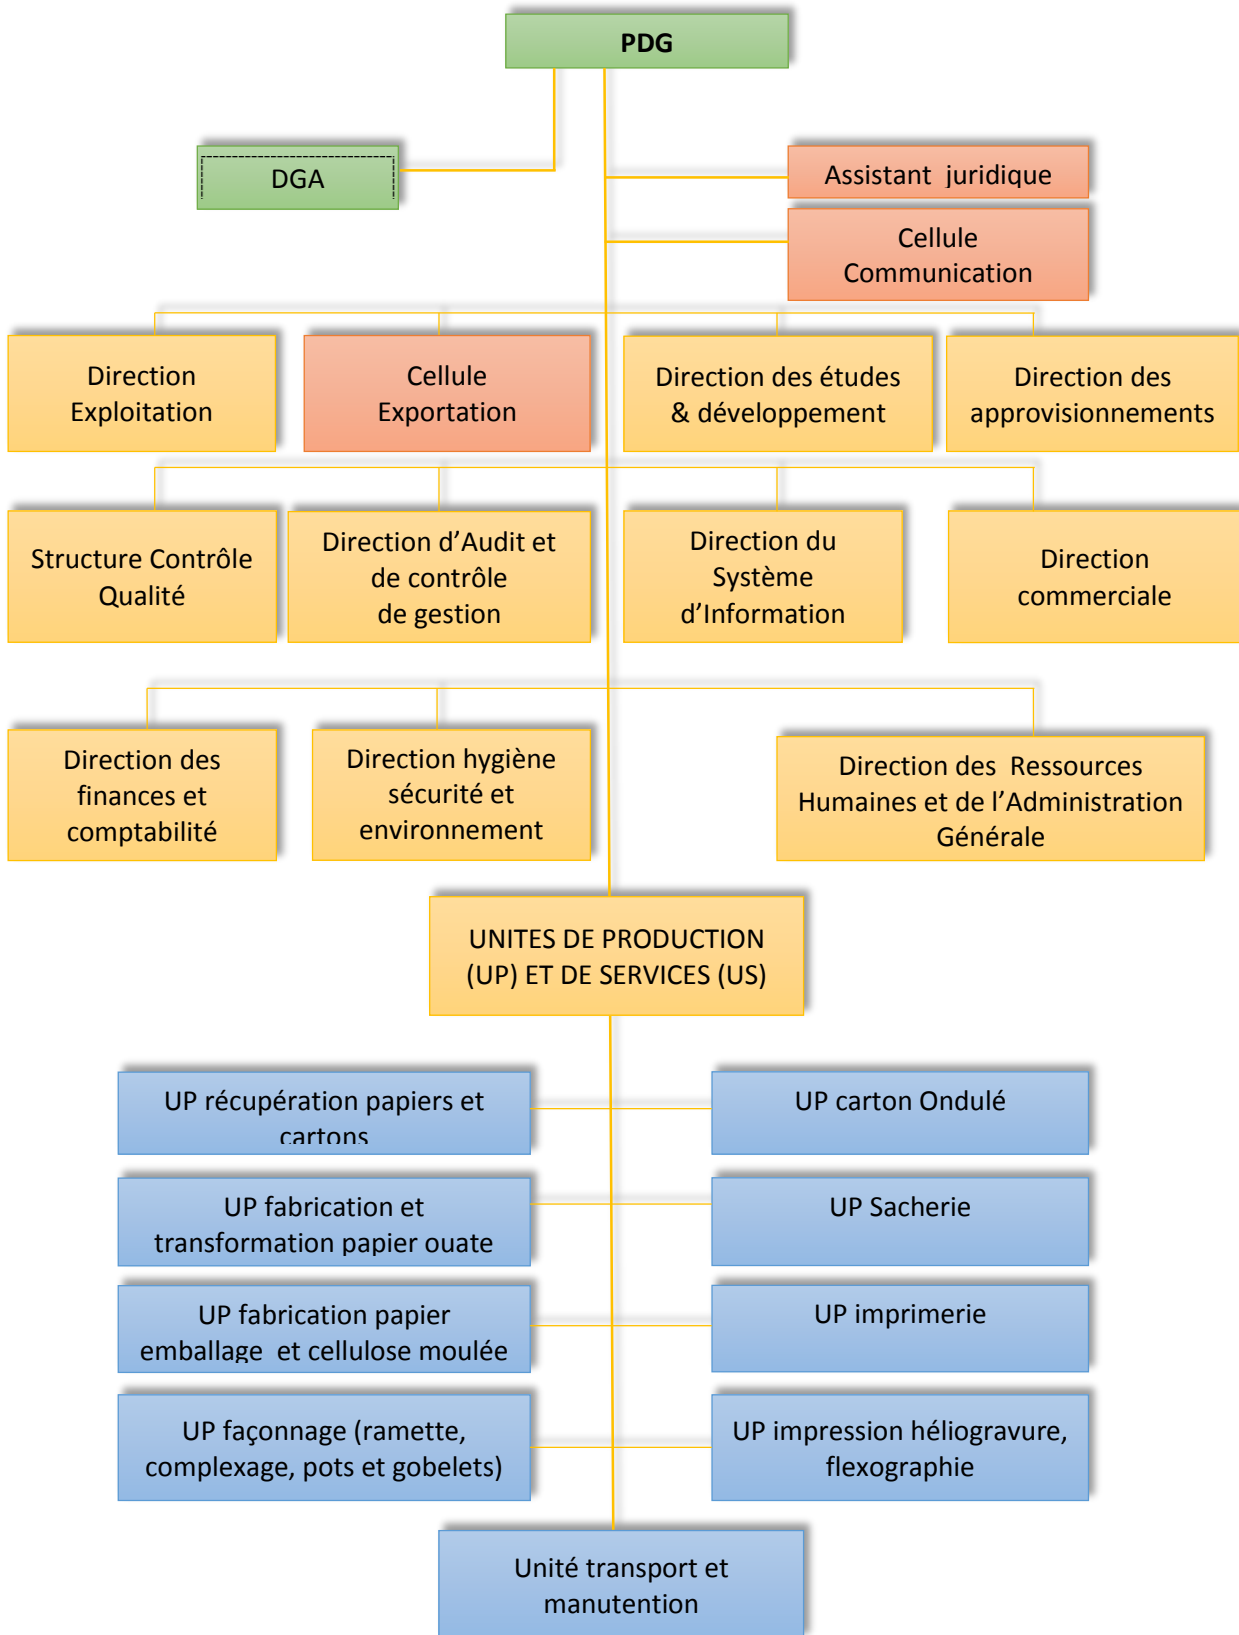 PDG
DGA
Assistant juridique
Cellule
Communication
Direction
Exploitation
Cellule
Exportation
Direction des études
& développement
Direction des
approvisionnements
Structure Contrôle
Qualité
Direction d’Audit et
de contrôle
de gestion
Direction du
Système
d’Information
Direction
commerciale
Direction des
finances et
comptabilité
Direction hygiène
sécurité et
environnement
Direction des Ressources
Humaines et de l’Administration
Générale
UNITES DE PRODUCTION
(UP) ET DE SERVICES (US)
UP récupération papiers et
cartons
UP carton Ondulé
UP fabrication et
transformation papier ouate
UP Sacherie
UP fabrication papier
emballage et cellulose moulée
UP imprimerie
UP façonnage (ramette,
complexage, pots et gobelets)
UP impression héliogravure,
flexographie
Unité transport et
manutention